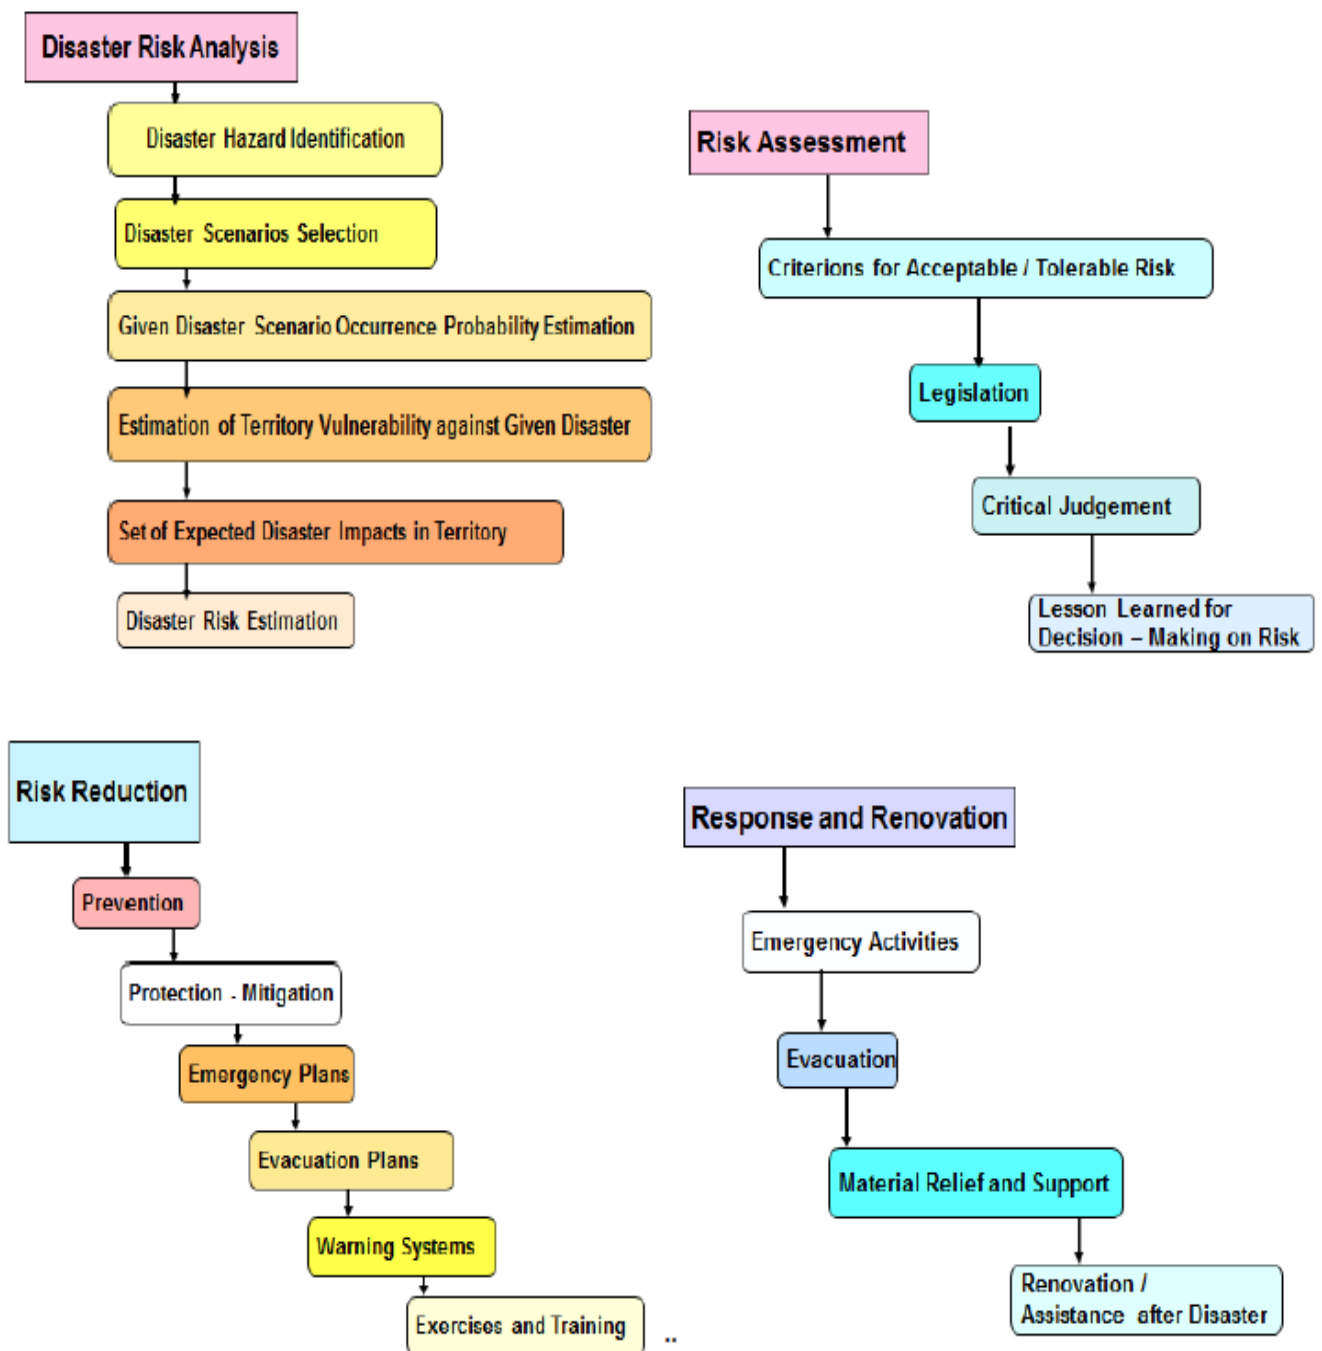 Disaster Risk Analysis
Disaster Hazard Identification
Disaster Scenarios Selection
Given Disaster Scenario Occurrence Probability Estimation
Estimation of Territory Vulnerability against Given Disaster
Set of Expected Disaster Impacts in Territory
Disaster Risk Estimation
Risk Assessment
Criterions for Acceptable / Tolerable Risk
Legislation
Critical Judgement
Lesson Learned for
Decision – Making on Risk
Risk Reduction
Prevention
Protection - Mitigation
Emergency Plans
Evacuation Plans
Warning Systems
Exercises and Training ..
Response and Renovation
Emergency Activities
Evacuation
Material Relief and Support
Renovation /
Assistance after Disaster